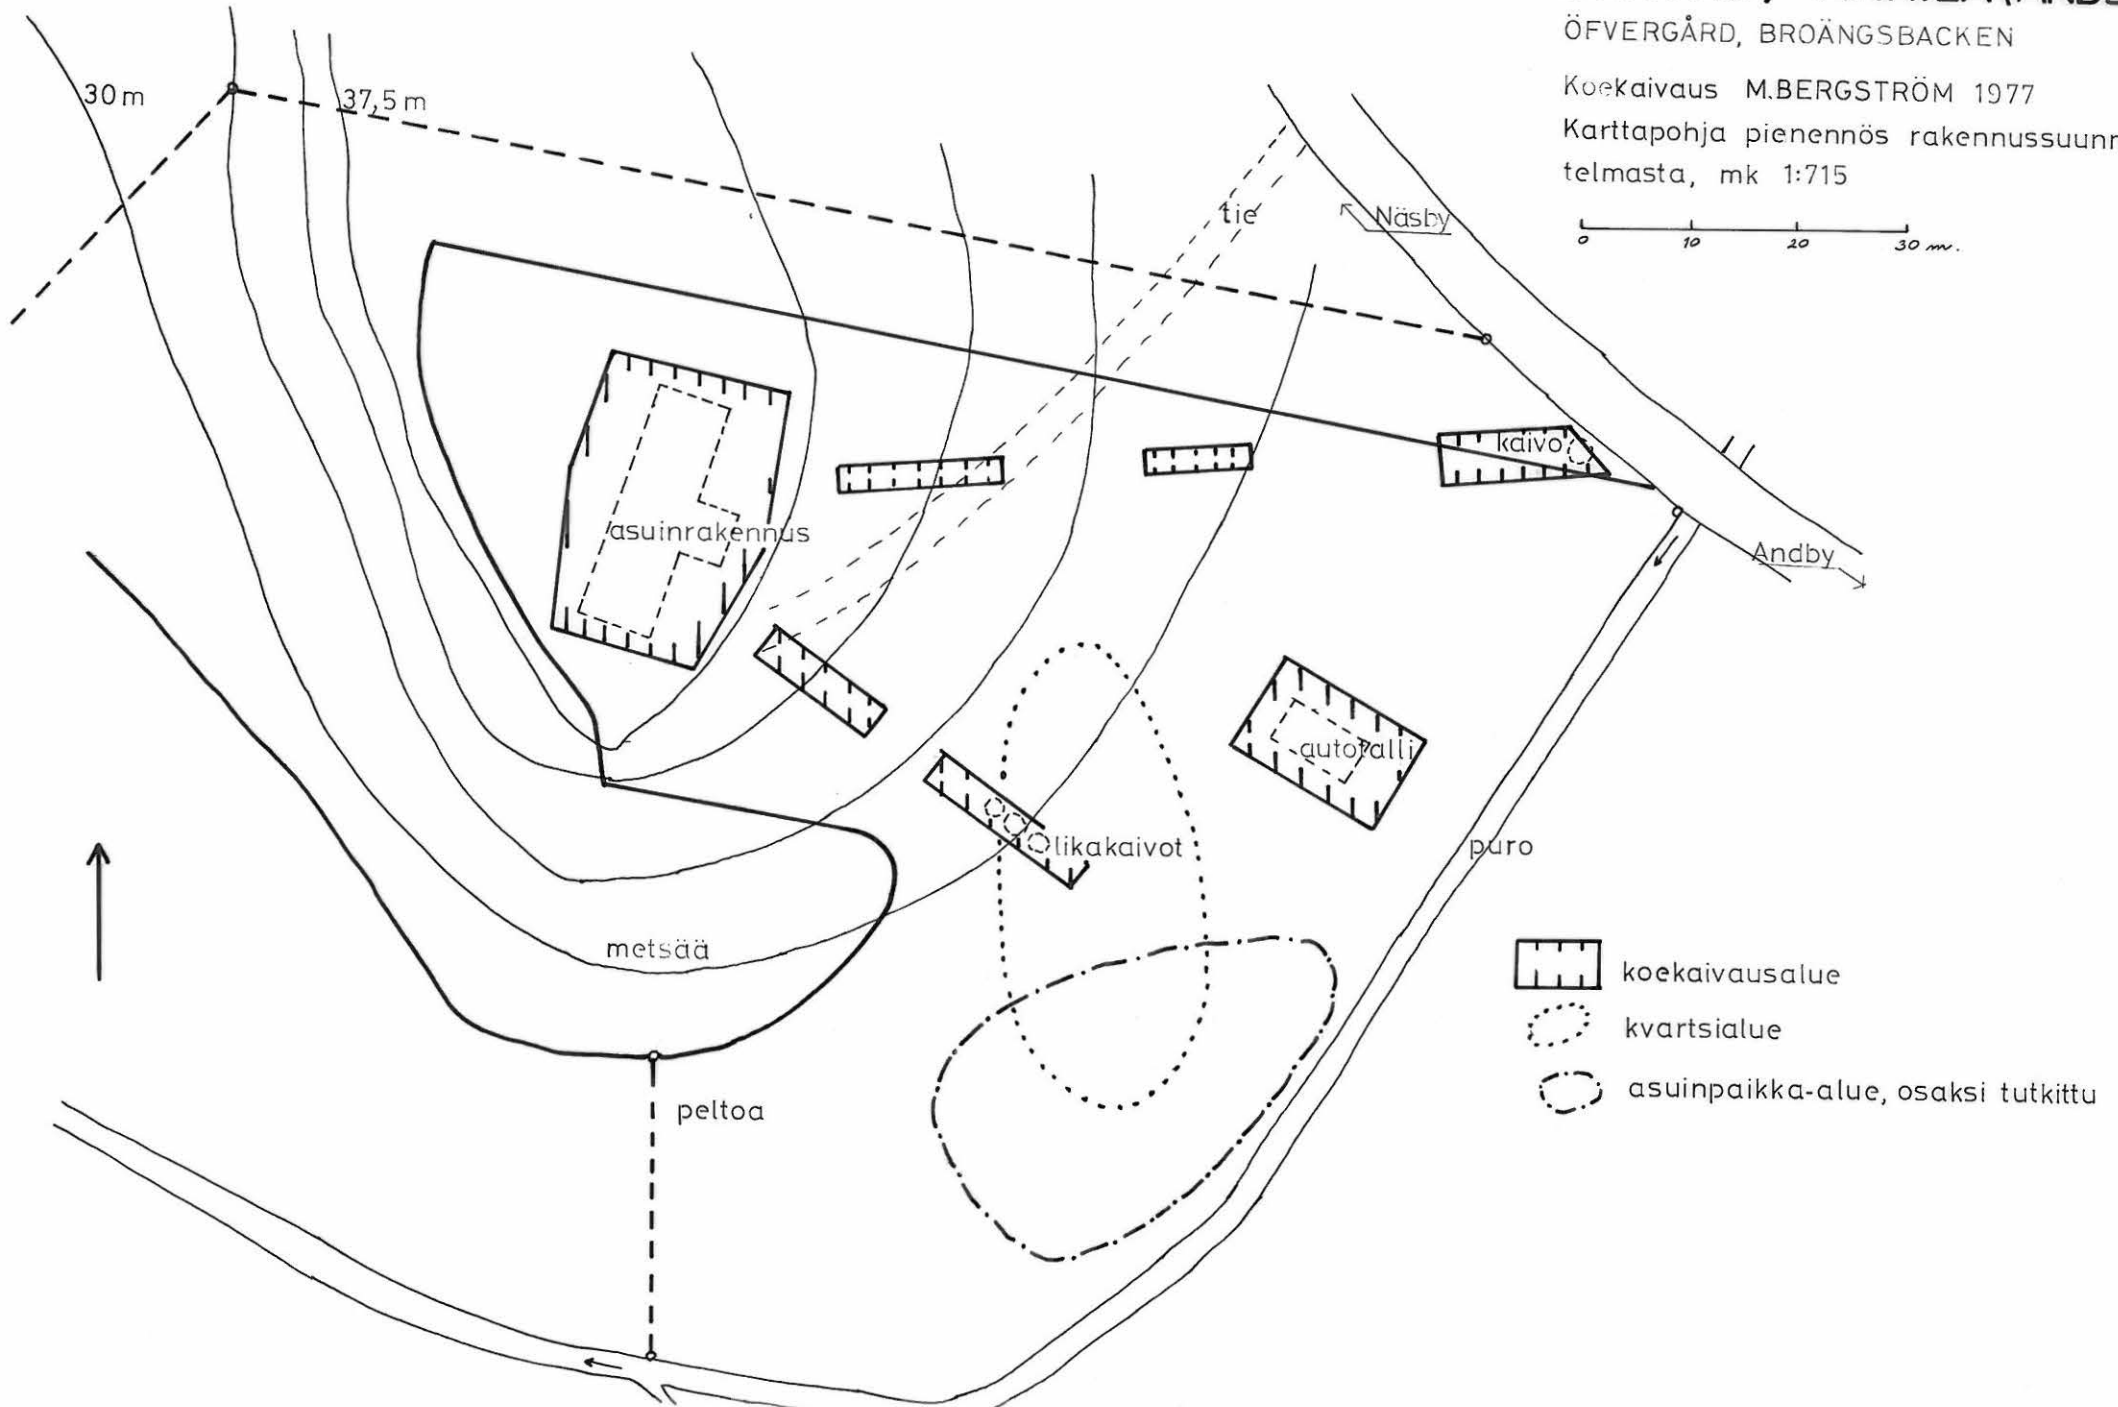 ÖFVERGÅRD, BROÄNGSBACKEN
Koekaivaus M.BERGSTRÖM 1977
Karttapohja pienennös rakennussuunn
telmasta, mk 1:715
0 10 20 30 m.
30 m
37,5 m
tie
Näsby
kaivo
asuinrakennus
Andby
autotalli
likakaivot
puro
metsää
peltoa
koekaivausalue
kvartsialue
asuinpaikka-alue, osaksi tutkittu